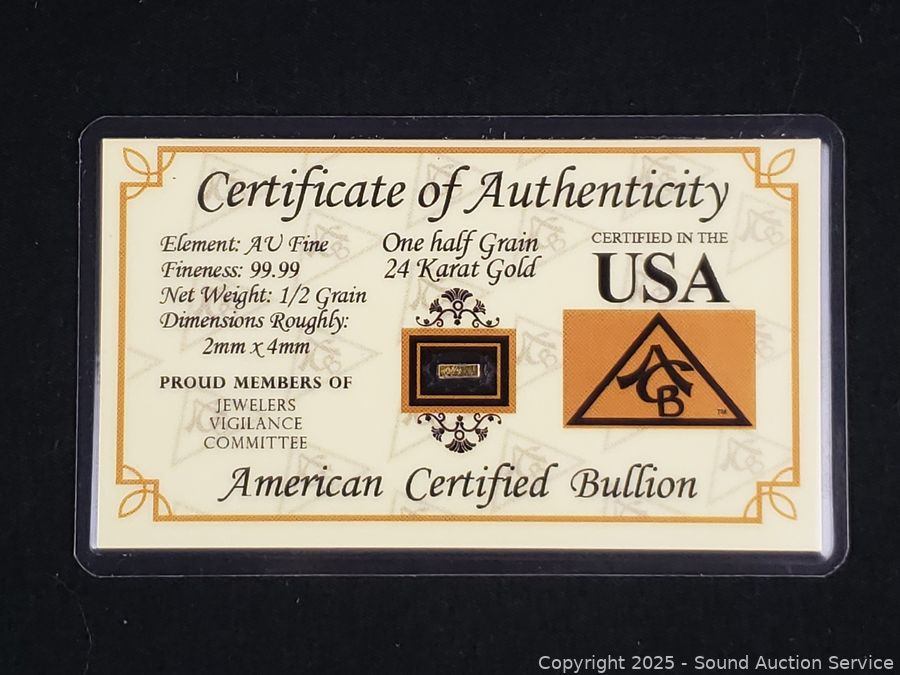 Certificate of Authenticity
Element: AU Fine
Fineness: 99.99
Net Weight: 1/2 Grain
Dimensions Roughly:
2mm x 4mm
PROUD MEMBERS OF
JEWELERS
VIGILANCE
COMMITTEE
One half Grain
24 Karat Gold
CERTIFIED IN THE
USA
ACB
TM
American Certified Bullion
Copyright 2025 - Sound Auction Service